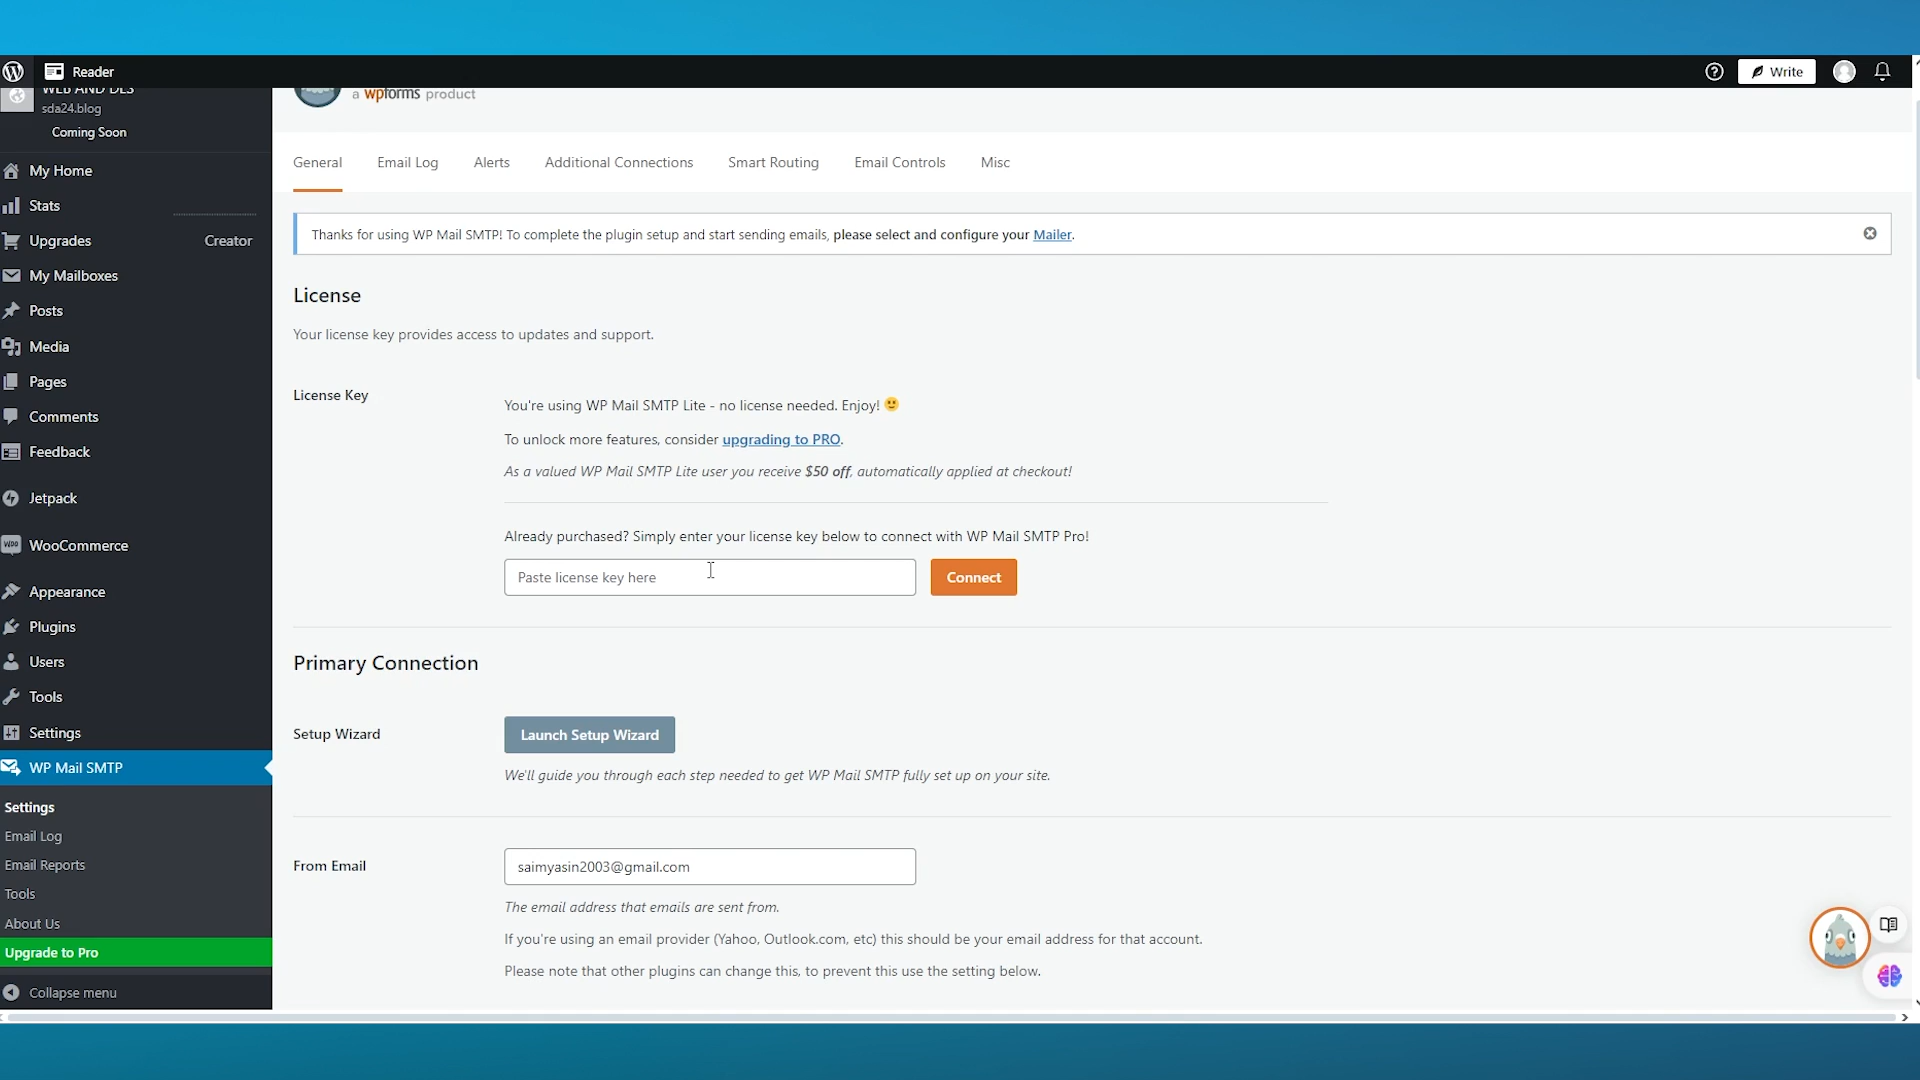 Reader
Write
WEB AND DES
sda24.blog
Coming Soon
My Home
Stats
Upgrades Creator
My Mailboxes
Posts
Media
Pages
Comments
Feedback
Jetpack
WooCommerce
Appearance
Plugins
Users
Tools
Settings
WP Mail SMTP
Settings
Email Log
Email Reports
Tools
About Us
Upgrade to Pro
Collapse menu
a wpforms product
General Email Log Alerts Additional Connections Smart Routing Email Controls Misc
Thanks for using WP Mail SMTP! To complete the plugin setup and start sending emails, please select and configure your Mailer.
License
Your license key provides access to updates and support.
License Key
You're using WP Mail SMTP Lite - no license needed. Enjoy! 🙂
To unlock more features, consider upgrading to PRO.
As a valued WP Mail SMTP Lite user you receive $50 off, automatically applied at checkout!
Already purchased? Simply enter your license key below to connect with WP Mail SMTP Pro!
Paste license key here
Connect
Primary Connection
Setup Wizard
Launch Setup Wizard
We'll guide you through each step needed to get WP Mail SMTP fully set up on your site.
From Email
saimyasin2003@gmail.com
The email address that emails are sent from.
If you're using an email provider (Yahoo, Outlook.com, etc) this should be your email address for that account.
Please note that other plugins can change this, to prevent this use the setting below.